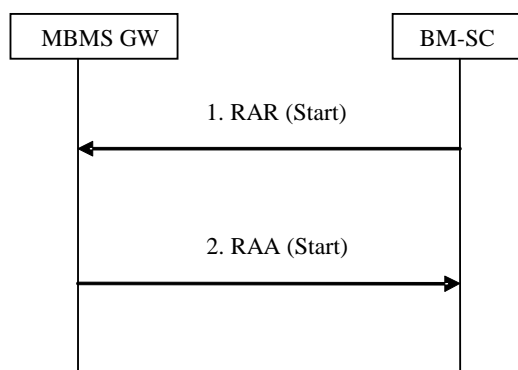 MBMS GW
BM-SC
1. RAR (Start)
2. RAA (Start)